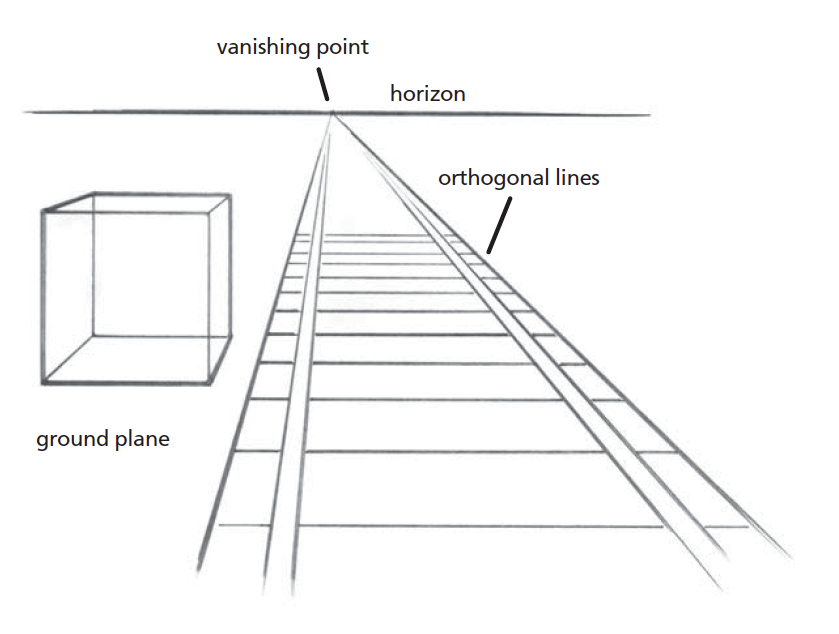 vanishing point
horizon
orthogonal lines
ground plane